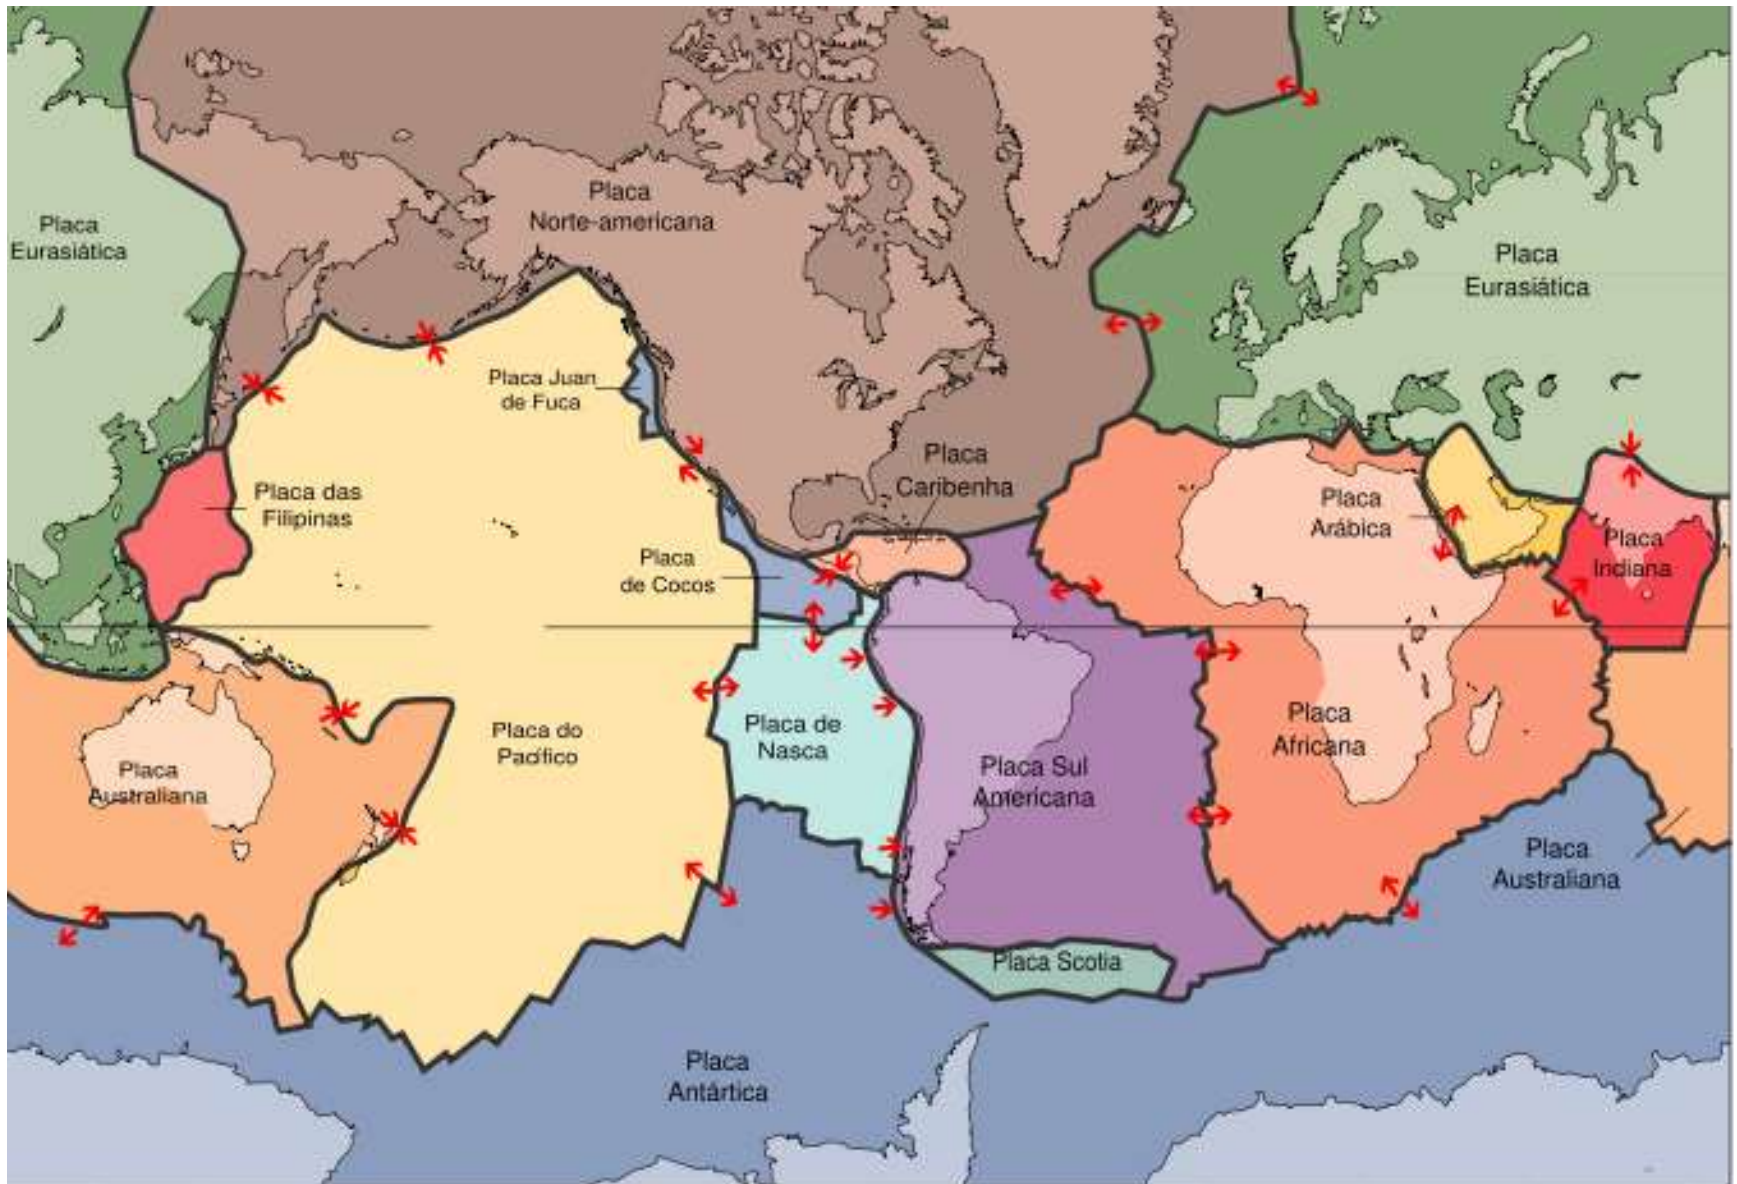 Placa
Norte-americana
Placa
Eurasiática
Placa
Eurasiática
Placa Juan
de Fuca
Placa
Caribenha
Placa das
Filipinas
Placa
Arábica
Placa
de Cocos
Placa
Indiana
Placa do
Pacífico
Placa de
Nasca
Placa
Africana
Placa
Australiana
Placa Sul
Americana
Placa
Australiana
Placa Scotia
Placa
Antártica